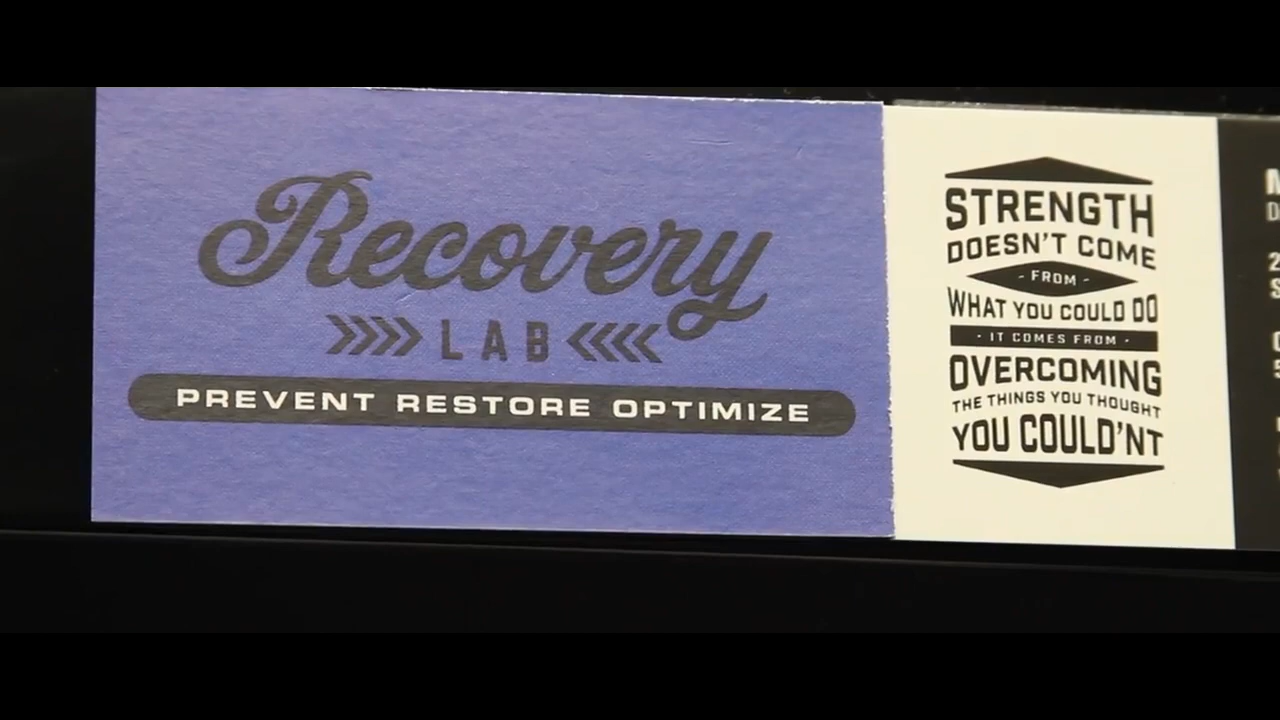 Recovery
LAB
PREVENT RESTORE OPTIMIZE
STRENGTH
DOESN'T COME
- FROM -
WHAT YOU COULD DO
· IT COMES FROM ·
OVERCOMING
THE THINGS YOU THOUGHT
YOU COULD'NT